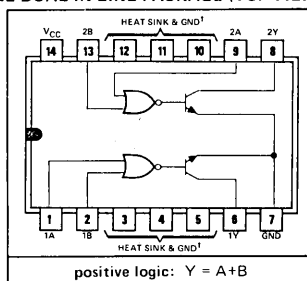 HEAT SINK & GND†
VCC 2B 2A 2Y
14 13 12 11 10 9 8
1 2 3 4 5 6 7
1A 1B 1Y GND
HEAT SINK & GND†
positive logic: Y = A+B